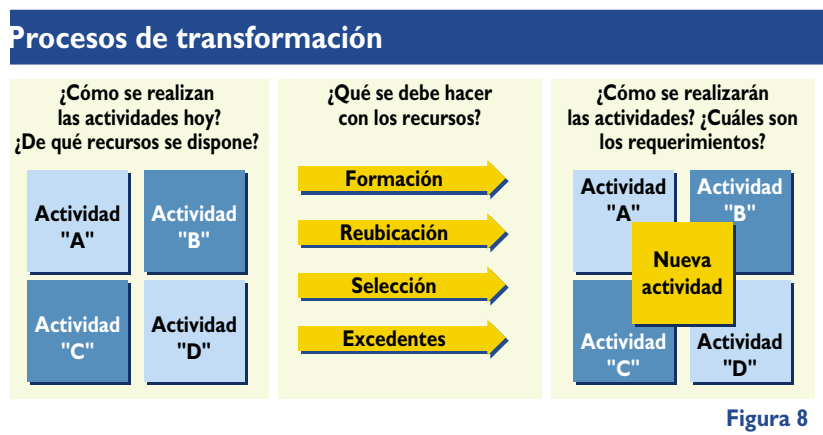 Procesos de transformación
¿Cómo se realizan
las actividades hoy?
¿De qué recursos se dispone?
Actividad
"A"
Actividad
"B"
Actividad
"C"
Actividad
"D"
¿Qué se debe hacer
con los recursos?
Formación
Reubicación
Selección
Excedentes
¿Cómo se realizarán
las actividades? ¿Cuáles son
los requerimientos?
Actividad
"A"
Actividad
"B"
Nueva
actividad
Actividad
"C"
Actividad
"D"
Figura 8